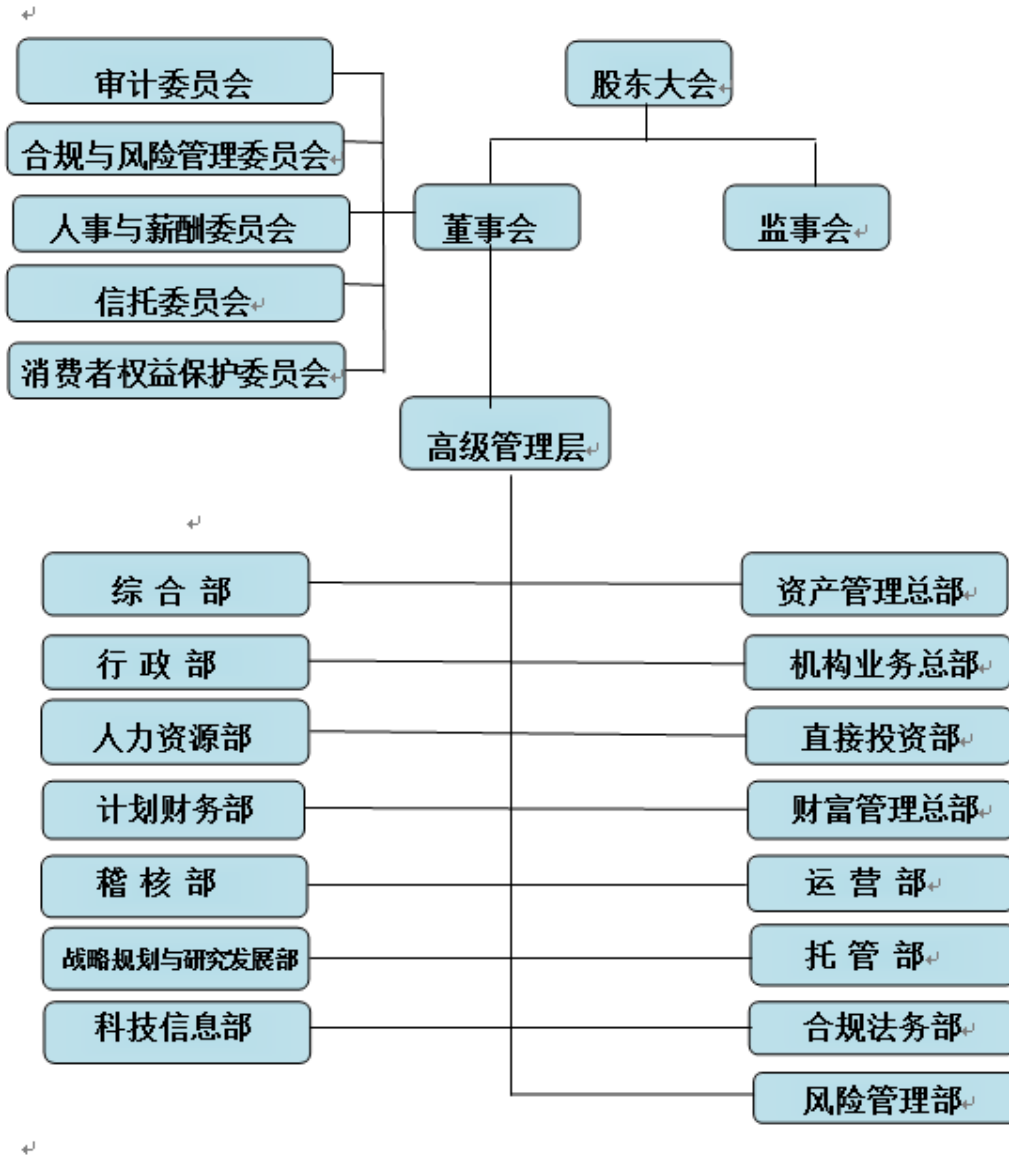 审计委员会
股东大会
合规与风险管理委员会
人事与薪酬委员会
董事会
监事会
信托委员会
消费者权益保护委员会
高级管理层
综合部
资产管理总部
行政部
机构业务总部
人力资源部
直接投资部
计划财务部
财富管理总部
稽核部
运营部
战略规划与研究发展部
托管部
科技信息部
合规法务部
风险管理部